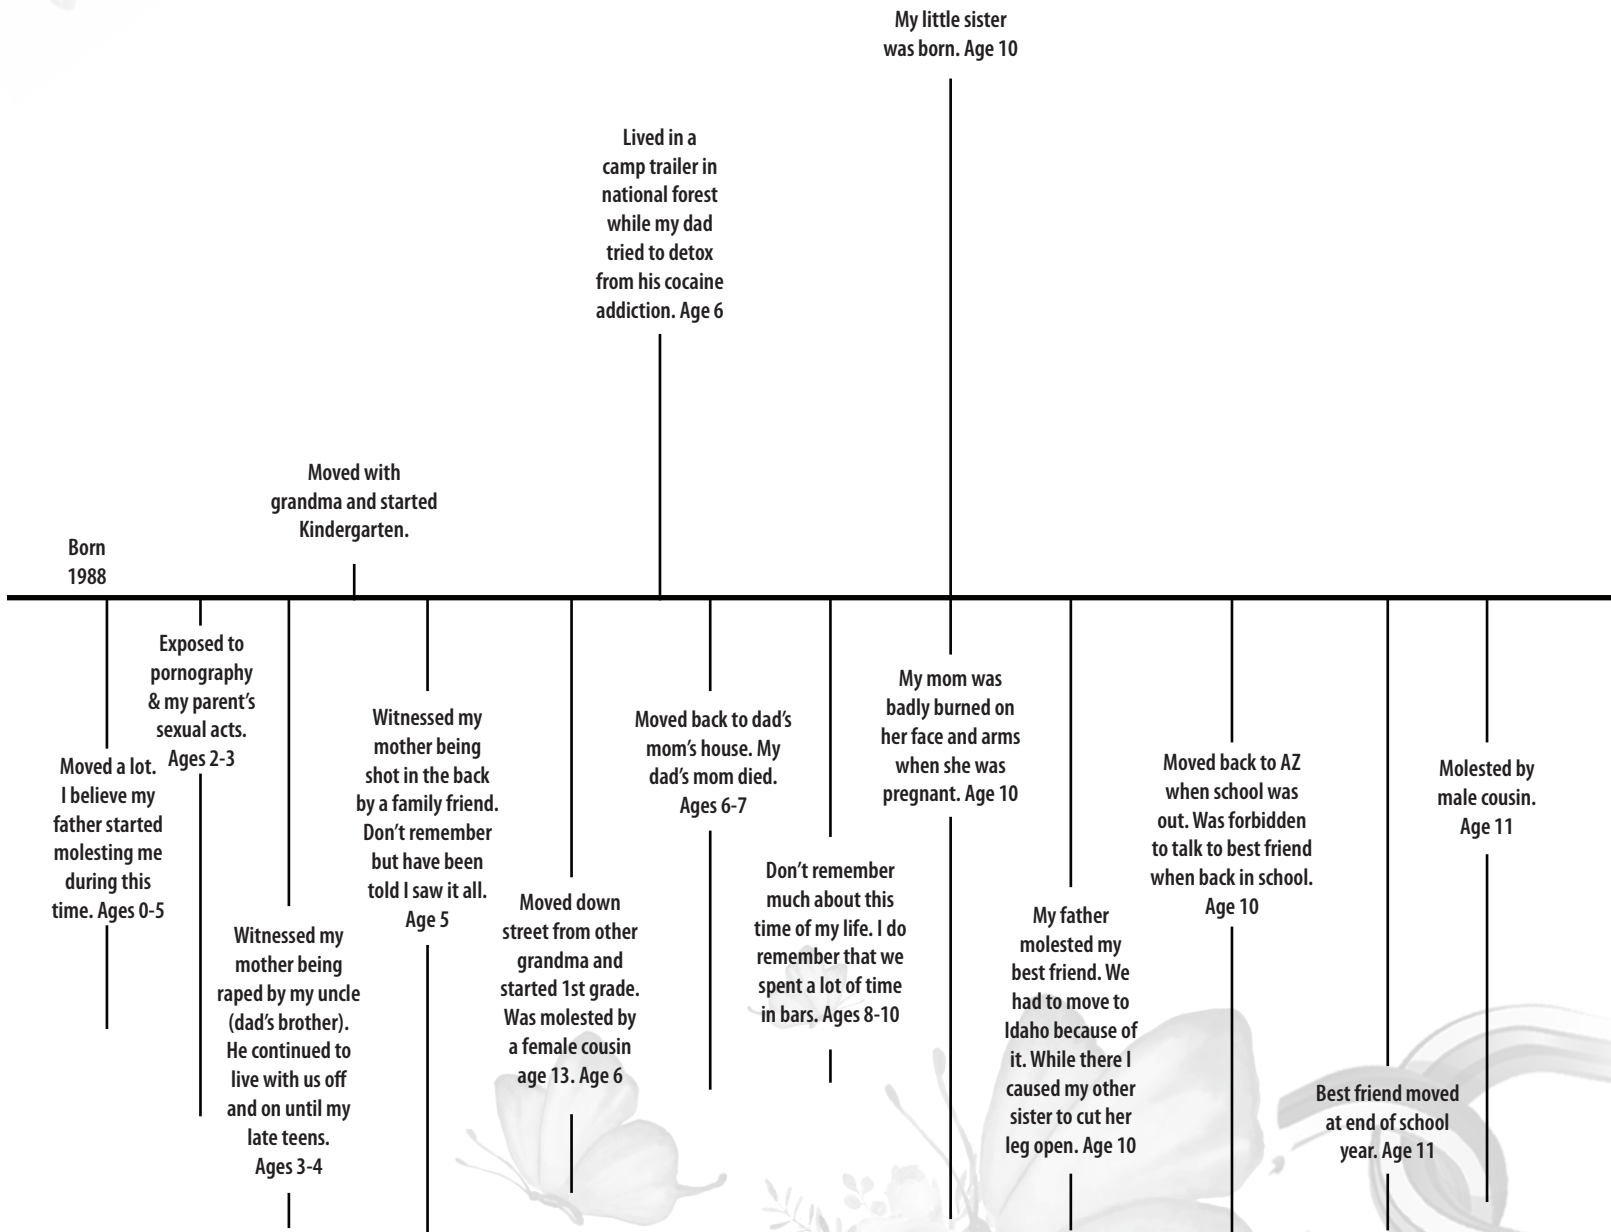 My little sister
was born. Age 10
Lived in a
camp trailer in
national forest
while my dad
tried to detox
from his cocaine
addiction. Age 6
Moved with
grandma and started
Kindergarten.
Born
1988
Moved a lot.
I believe my
father started
molesting me
during this
time. Ages 0-5
Exposed to
pornography
& my parent's
sexual acts.
Ages 2-3
Witnessed my
mother being
raped by my uncle
(dad's brother).
He continued to
live with us off
and on until my
late teens.
Ages 3-4
Witnessed my
mother being
shot in the back
by a family friend.
Don't remember
but have been
told I saw it all.
Age 5
Moved down
street from other
grandma and
started 1st grade.
Was molested by
a female cousin
age 13. Age 6
Moved back to dad's
mom's house. My
dad's mom died.
Ages 6-7
Don't remember
much about this
time of my life. I do
remember that we
spent a lot of time
in bars. Ages 8-10
My mom was
badly burned on
her face and arms
when she was
pregnant. Age 10
My father
molested my
best friend. We
had to move to
Idaho because of
it. While there I
caused my other
sister to cut her
leg open. Age 10
Moved back to AZ
when school was
out. Was forbidden
to talk to best friend
when back in school.
Age 10
Best friend moved
at end of school
year. Age 11
Molested by
male cousin.
Age 11